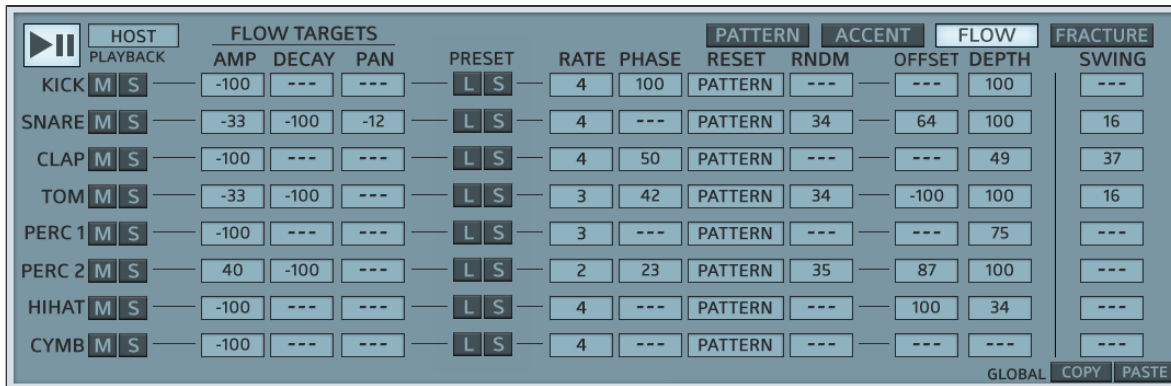 HOST FLOW TARGETS PATTERN ACCENT FLOW FRACTURE
PLAYBACK AMP DECAY PAN PRESET RATE PHASE RESET RNDM OFFSET DEPTH SWING
KICK M S -100 --- --- L S 4 100 PATTERN --- --- 100 ---
SNARE M S -33 -100 -12 L S 4 --- PATTERN 34 64 100 16
CLAP M S -100 --- --- L S 4 50 PATTERN --- --- 49 37
TOM M S -33 -100 --- L S 3 42 PATTERN 34 -100 100 16
PERC 1 M S -100 --- --- L S 3 --- PATTERN --- --- 75 ---
PERC 2 M S 40 -100 --- L S 2 23 PATTERN 35 87 100 ---
HIHAT M S -100 --- --- L S 4 --- PATTERN --- 100 34 ---
CYMB M S -100 --- --- L S 4 --- PATTERN --- --- --- ---
GLOBAL COPY PASTE